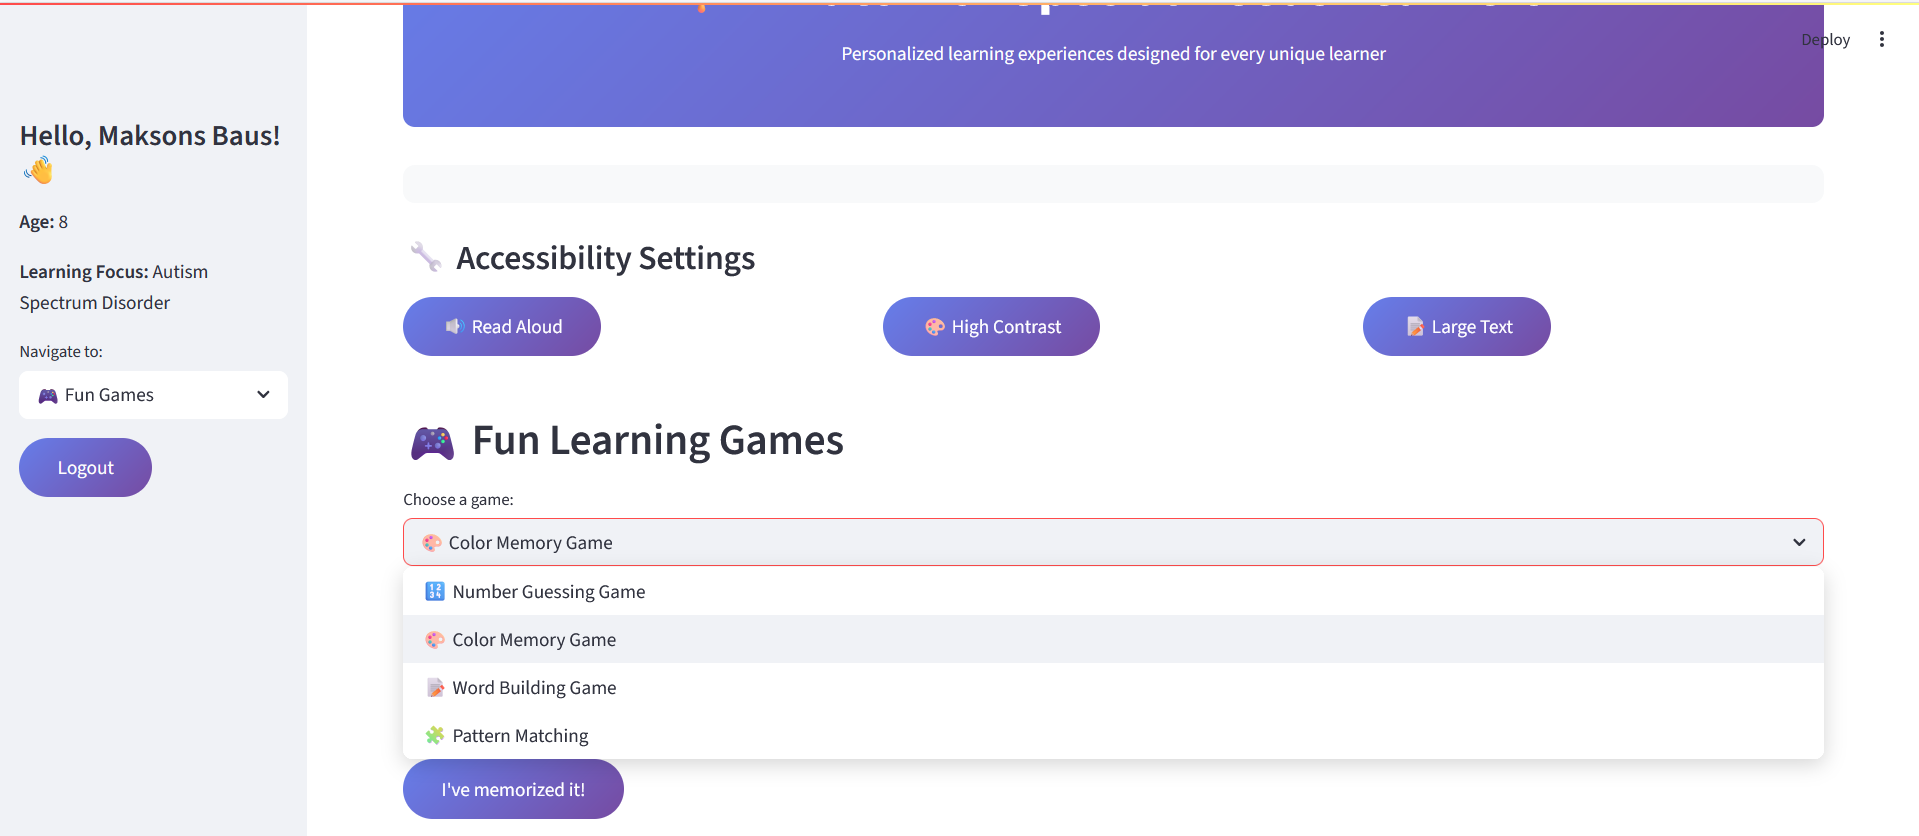 Personalized learning experiences designed for every unique learner
Deploy
Hello, Maksons Baus!
👋
Age: 8
Learning Focus: Autism
Spectrum Disorder
Navigate to:
🎮 Fun Games
Logout
🔧 Accessibility Settings
🔊 Read Aloud
🎨 High Contrast
📝 Large Text
🎮 Fun Learning Games
Choose a game:
🎨 Color Memory Game
🔢 Number Guessing Game
🎨 Color Memory Game
📝 Word Building Game
🧩 Pattern Matching
I've memorized it!